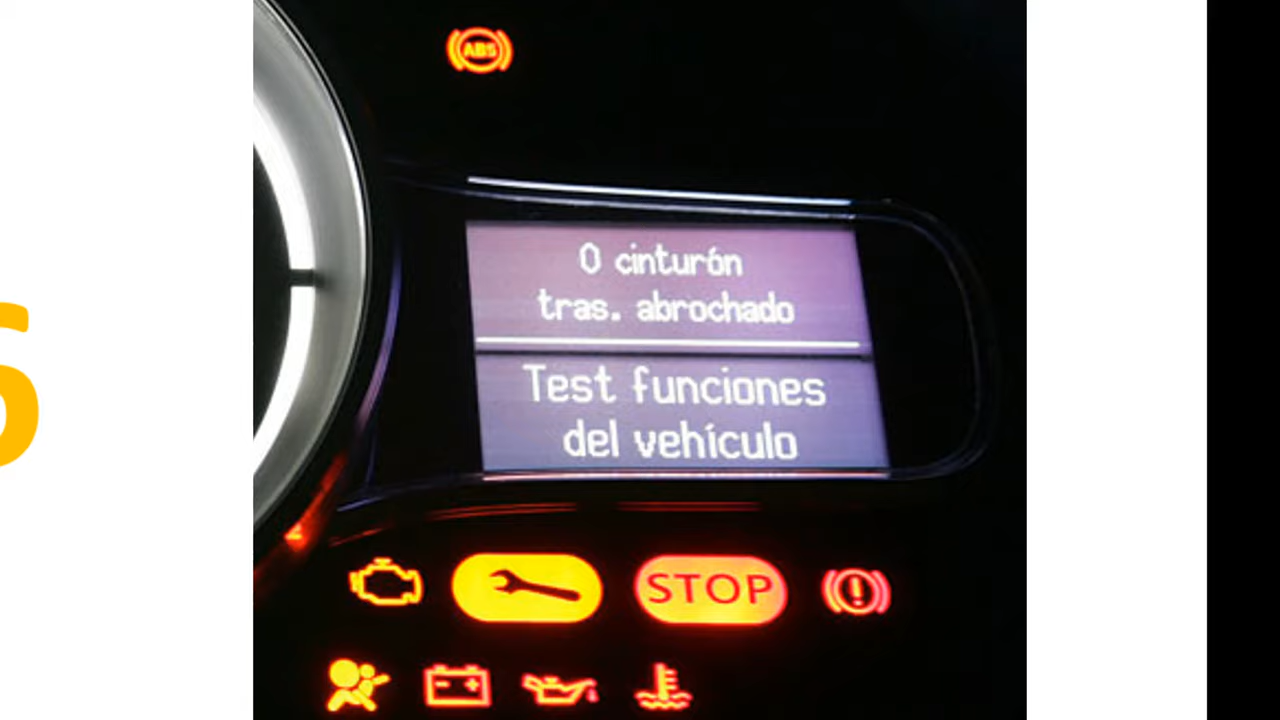 ABS
0 cinturón
tras. abrochado
Test funciones
del vehículo
STOP